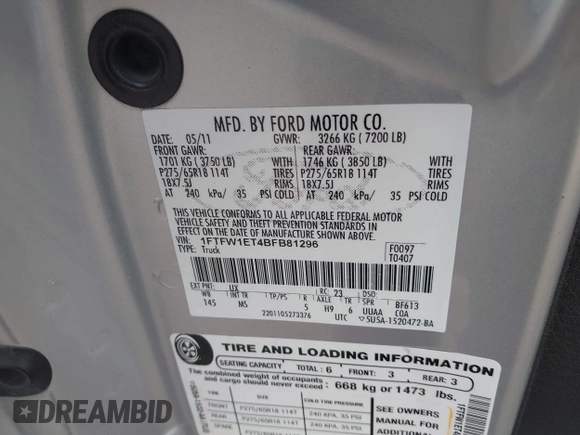 MFD. BY FORD MOTOR CO.
DATE: 05/11 GVWR: 3266 KG ( 7200 LB)
FRONT GAWR: REAR GAWR:
1701 KG ( 3750 LB) WITH 1746 KG ( 3850 LB) WITH
P275/65R18 114T TIRES P275/65R18 114T TIRES
18X7.5J RIMS 18X7.5J RIMS
AT 240 kPa/ 35 PSI COLD AT 240 kPa/ 35 PSI COLD
THIS VEHICLE CONFORMS TO ALL APPLICABLE FEDERAL MOTOR
VEHICLE SAFETY AND THEFT PREVENTION STANDARDS IN EFFECT
ON THE DATE OF MANUFACTURE SHOWN ABOVE.
VIN: 1FTFW1ET4BFB81296 F0097
TYPE: Truck T0407
EXT PNT: UX RC: 23 DSO:
WB INT TR TP/PS R AXLE TR SPR BF613
145 MS 5 H9 6 UUAA COA
2201105273376 UTC 5U5A-1520472-BA
TIRE AND LOADING INFORMATION
SEATING CAPACITY TOTAL : 6 FRONT: 3 REAR: 3
The combined weight of occupants
and cargo should never exceed: 668 kg or 1473 lbs.
COLD TIRE PRESSURE SEE OWNERS
FRONT P275/65R18 114T 240 KPA, 35 PSI MANUAL FOR
REAR P275/65R18 114T 240 KPA, 35 PSI ADDITIONAL
SPARE
DREAMBID